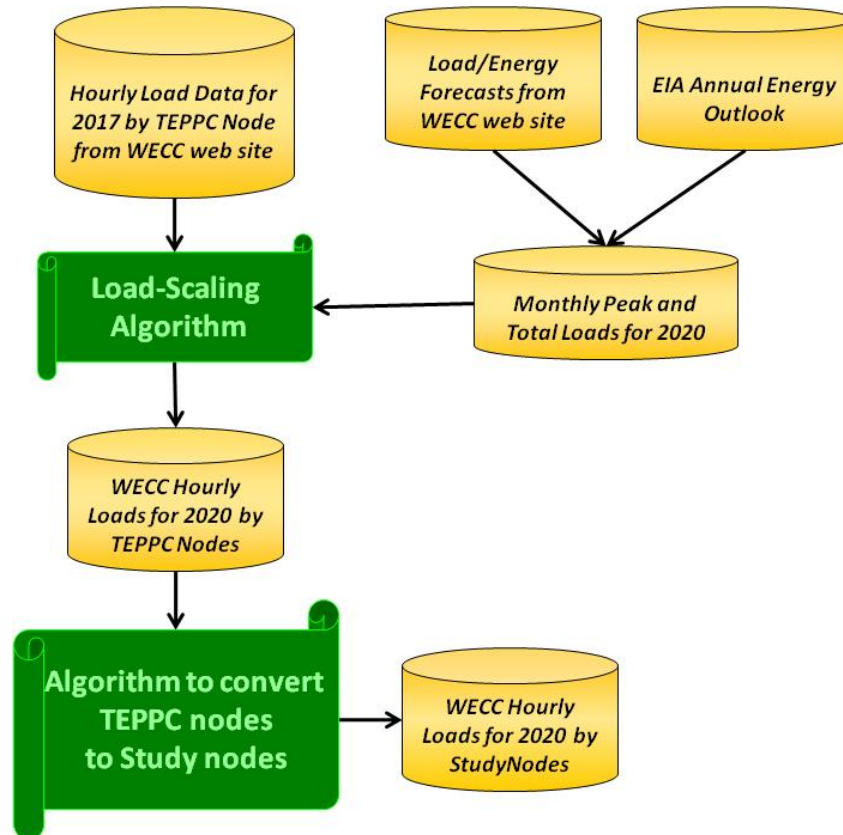 Hourly Load Data for
2017 by TEPPC Node
from WECC web site
Load/Energy
Forecasts from
WECC web site
EIA Annual Energy
Outlook
Load-Scaling
Algorithm
Monthly Peak and
Total Loads for 2020
WECC Hourly
Loads for 2020 by
TEPPC Nodes
Algorithm to convert
TEPPC nodes
to Study nodes
WECC Hourly
Loads for 2020 by
StudyNodes